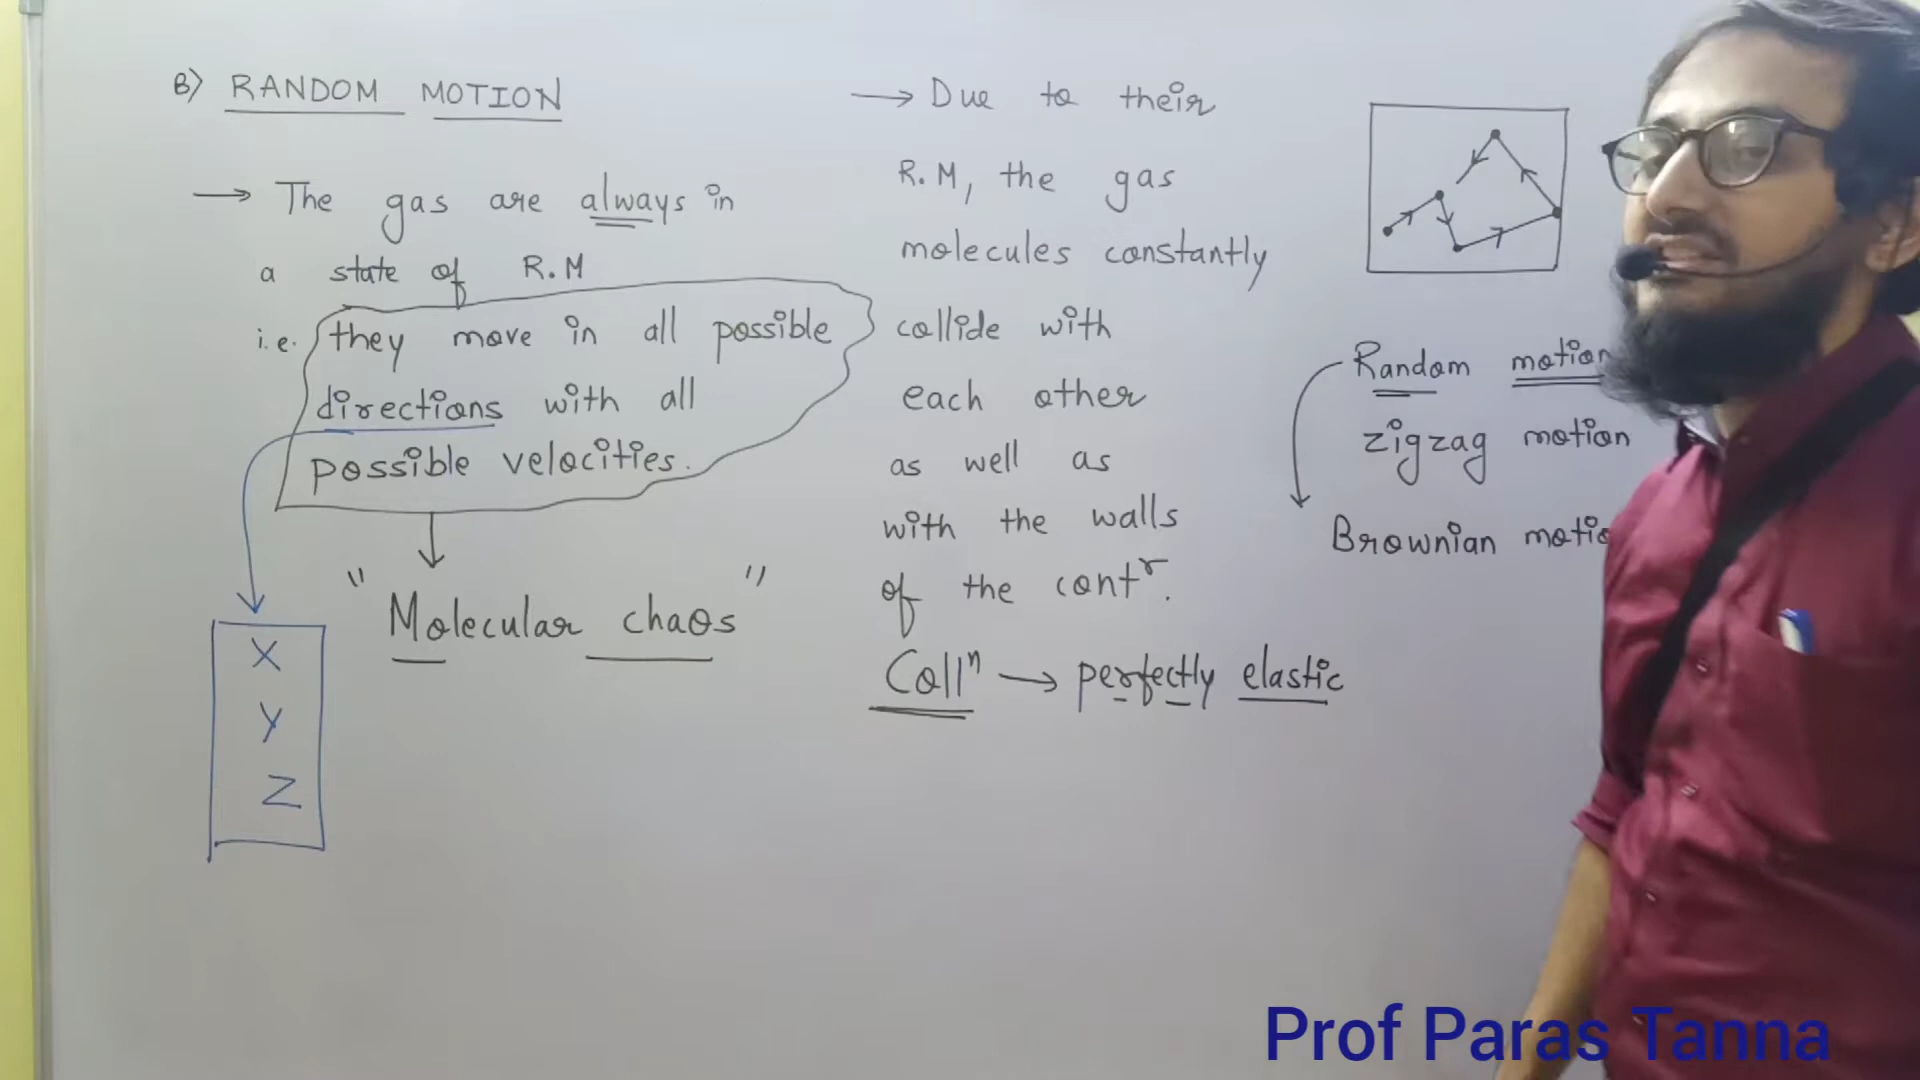 B) RANDOM MOTION
→ The gas are always in
a state of R.M
i.e. they move in all possible
directions with all
possible velocities.
"Molecular chaos"
X
Y
Z
→ Due to their
R.M, the gas
molecules constantly
collide with
each other
as well as
with the walls
of the contʳ.
Collⁿ → perfectly elastic
Random motion
zigzag motion
Brownian motio
Prof Paras Tanna